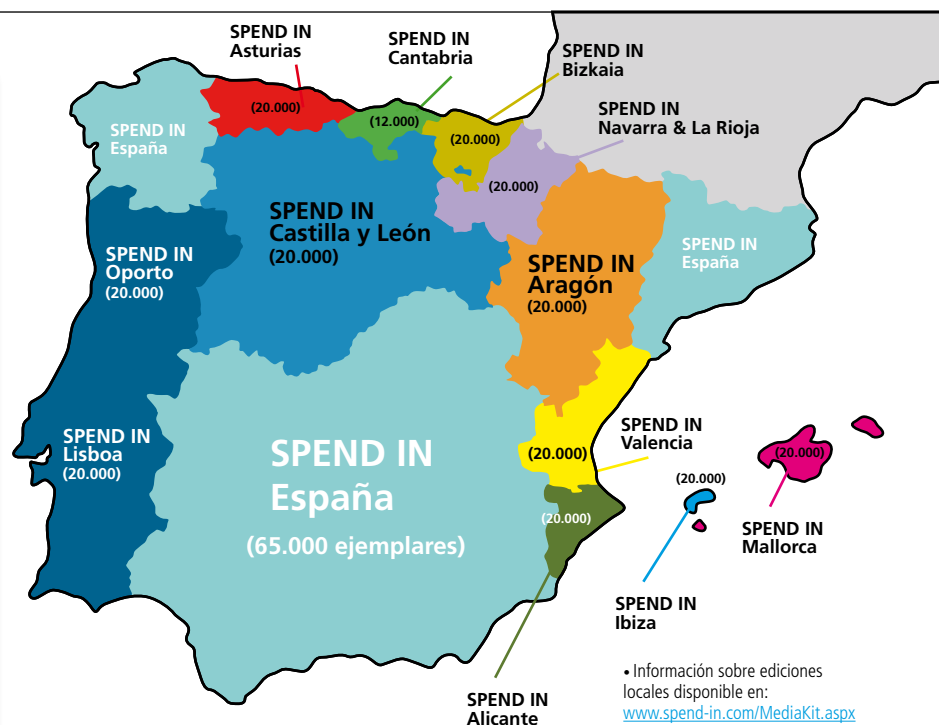 SPEND IN
Asturias
(20.000)
SPEND IN
Cantabria
(12.000)
SPEND IN
Bizkaia
(20.000)
SPEND IN
Navarra & La Rioja
(20.000)
SPEND IN
España
SPEND IN
Castilla y León
(20.000)
SPEND IN
Oporto
(20.000)
SPEND IN
Aragón
(20.000)
SPEND IN
España
SPEND IN
Lisboa
(20.000)
SPEND IN
España
(65.000 ejemplares)
SPEND IN
Valencia
(20.000)
(20.000)
SPEND IN
Alicante
(20.000)
SPEND IN
Ibiza
(20.000)
SPEND IN
Mallorca
• Información sobre ediciones
locales disponible en:
www.spend-in.com/MediaKit.aspx